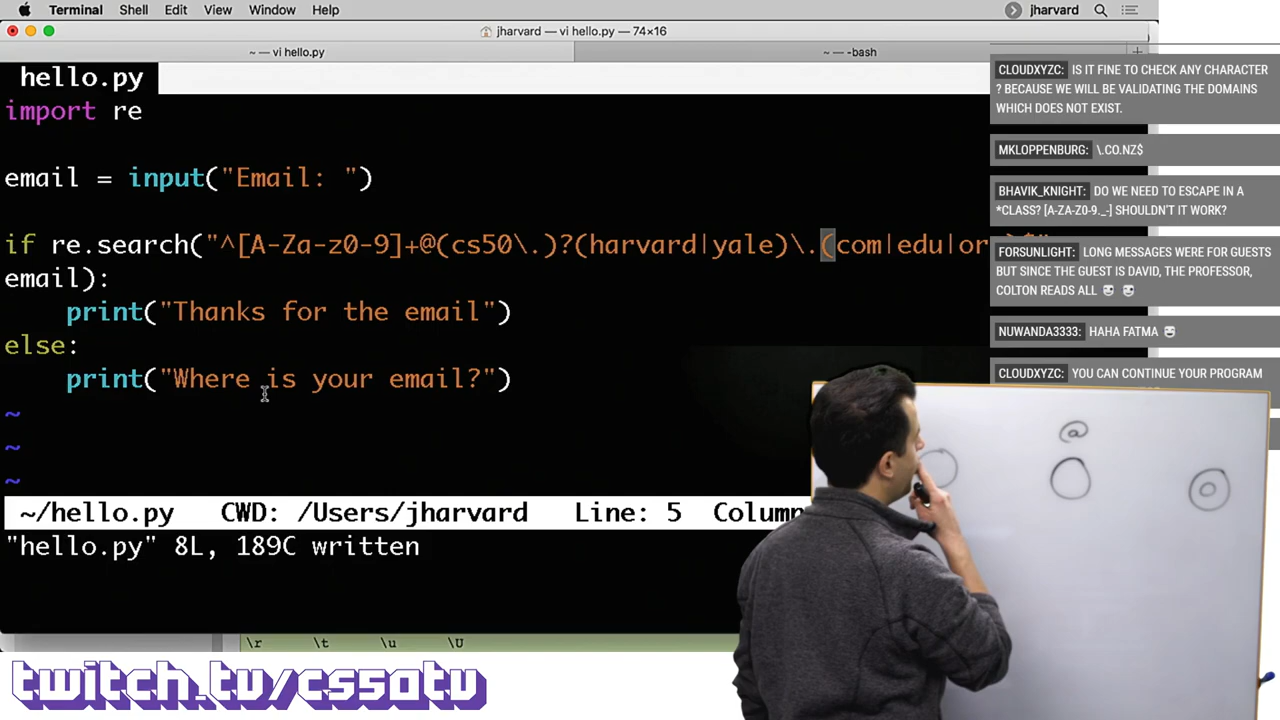 Terminal Shell Edit View Window Help jharvard
jharvard — vi hello.py — 74×16
~ — vi hello.py ~ — -bash +
hello.py
import re
email = input("Email: ")
if re.search("^[A-Za-z0-9]+@(cs50\.)?(harvard|yale)\.(com|edu|or
email):
print("Thanks for the email")
else:
print("Where is your email?")
~
~
~
~/hello.py CWD: /Users/jharvard Line: 5 Column
"hello.py" 8L, 189C written
\r \t \u \U
CLOUDXYZC: IS IT FINE TO CHECK ANY CHARACTER
? BECAUSE WE WILL BE VALIDATING THE DOMAINS
WHICH DOES NOT EXIST.
MKLOPPENBURG: \.CO.NZ$
BHAVIK_KNIGHT: DO WE NEED TO ESCAPE IN A
*CLASS? [A-ZA-Z0-9._-] SHOULDN'T IT WORK?
FORSUNLIGHT: LONG MESSAGES WERE FOR GUESTS
BUT SINCE THE GUEST IS DAVID, THE PROFESSOR,
COLTON READS ALL
NUWANDA3333: HAHA FATMA
CLOUDXYZC: YOU CAN CONTINUE YOUR PROGRAM
@
twitch.tv/cs50tv